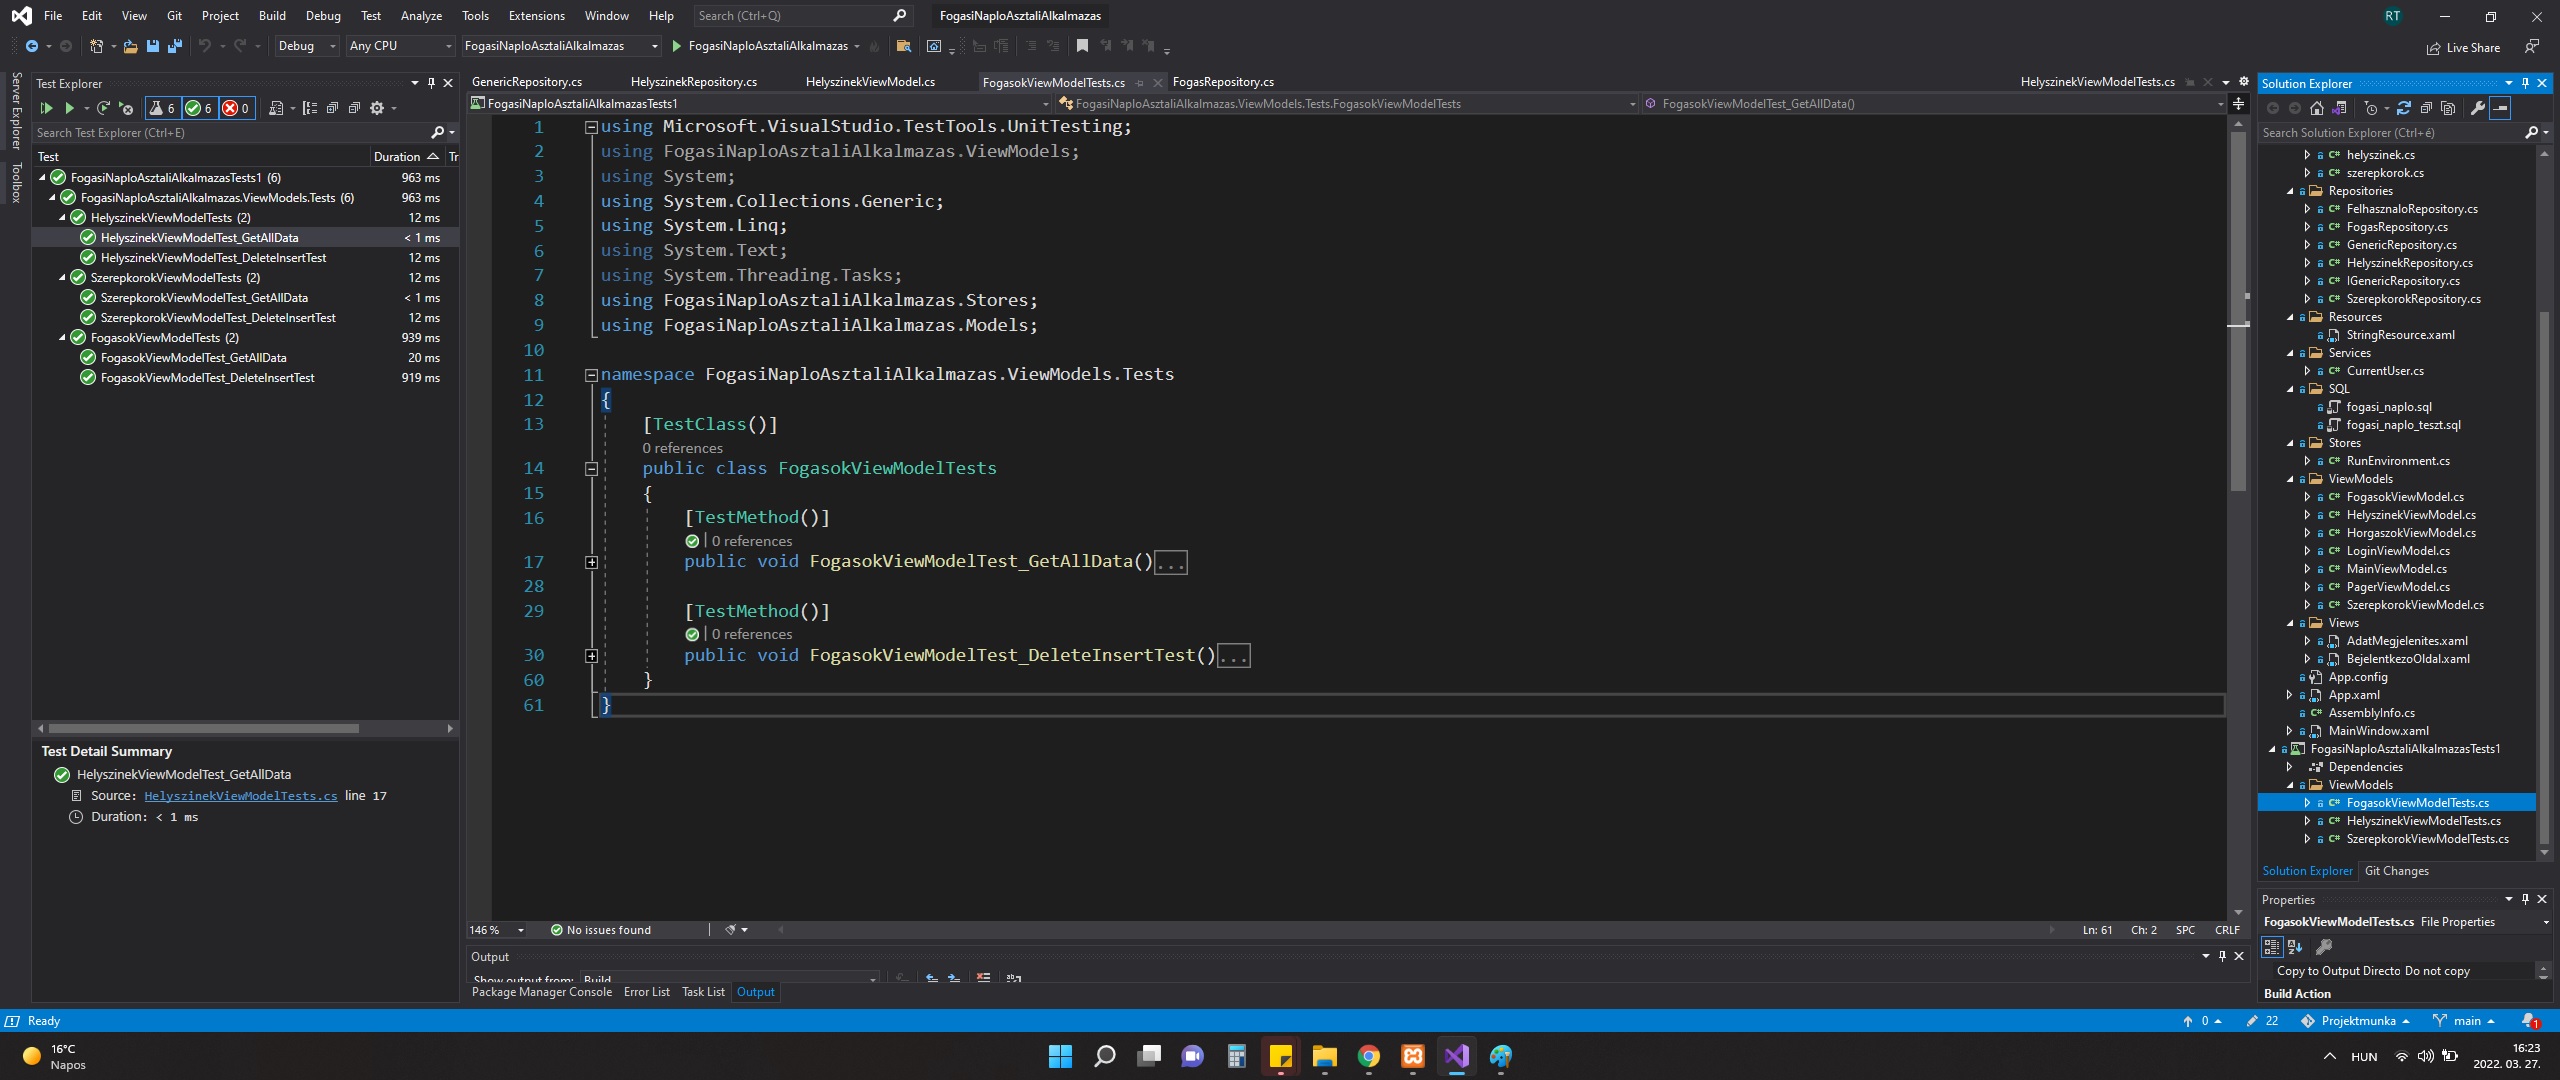 File Edit View Git Project Build Debug Test Analyze Tools Extensions Window Help Search (Ctrl+Q) FogasiNaploAsztaliAlkalmazas RT
Debug Any CPU FogasiNaploAsztaliAlkalmazas FogasiNaploAsztaliAlkalmazas Live Share
Server Explorer
Toolbox
Test Explorer
6 6 0
Search Test Explorer (Ctrl+E)
Test Duration Tr
FogasiNaploAsztaliAlkalmazasTests1 (6) 963 ms
FogasiNaploAsztaliAlkalmazas.ViewModels.Tests (6) 963 ms
HelyszinekViewModelTests (2) 12 ms
HelyszinekViewModelTest_GetAllData < 1 ms
HelyszinekViewModelTest_DeleteInsertTest 12 ms
SzerepkorokViewModelTests (2) 12 ms
SzerepkorokViewModelTest_GetAllData < 1 ms
SzerepkorokViewModelTest_DeleteInsertTest 12 ms
FogasokViewModelTests (2) 939 ms
FogasokViewModelTest_GetAllData 20 ms
FogasokViewModelTest_DeleteInsertTest 919 ms
Test Detail Summary
HelyszinekViewModelTest_GetAllData
Source: HelyszinekViewModelTests.cs line 17
Duration: < 1 ms
GenericRepository.cs HelyszinekRepository.cs HelyszinekViewModel.cs FogasokViewModelTests.cs FogasRepository.cs HelyszinekViewModelTests.cs
FogasiNaploAsztaliAlkalmazasTests1 FogasiNaploAsztaliAlkalmazas.ViewModels.Tests.FogasokViewModelTests FogasokViewModelTest_GetAllData()
1 using Microsoft.VisualStudio.TestTools.UnitTesting;
2 using FogasiNaploAsztaliAlkalmazas.ViewModels;
3 using System;
4 using System.Collections.Generic;
5 using System.Linq;
6 using System.Text;
7 using System.Threading.Tasks;
8 using FogasiNaploAsztaliAlkalmazas.Stores;
9 using FogasiNaploAsztaliAlkalmazas.Models;
10
11 namespace FogasiNaploAsztaliAlkalmazas.ViewModels.Tests
12 {
13 [TestClass()]
0 references
14 public class FogasokViewModelTests
15 {
16 [TestMethod()]
| 0 references
17 public void FogasokViewModelTest_GetAllData()...
28
29 [TestMethod()]
| 0 references
30 public void FogasokViewModelTest_DeleteInsertTest()...
60 }
61 }
146 % No issues found Ln: 61 Ch: 2 SPC CRLF
Output
Show output from: Build
Package Manager Console Error List Task List Output
Solution Explorer
Search Solution Explorer (Ctrl+é)
helyszinek.cs
szerepkorok.cs
Repositories
FelhasznaloRepository.cs
FogasRepository.cs
GenericRepository.cs
HelyszinekRepository.cs
IGenericRepository.cs
SzerepkorokRepository.cs
Resources
StringResource.xaml
Services
CurrentUser.cs
SQL
fogasi_naplo.sql
fogasi_naplo_teszt.sql
Stores
RunEnvironment.cs
ViewModels
FogasokViewModel.cs
HelyszinekViewModel.cs
HorgaszokViewModel.cs
LoginViewModel.cs
MainViewModel.cs
PagerViewModel.cs
SzerepkorokViewModel.cs
Views
AdatMegjelenites.xaml
BejelentkezoOldal.xaml
App.config
App.xaml
AssemblyInfo.cs
MainWindow.xaml
FogasiNaploAsztaliAlkalmazasTests1
Dependencies
ViewModels
FogasokViewModelTests.cs
HelyszinekViewModelTests.cs
SzerepkorokViewModelTests.cs
Solution Explorer Git Changes
Properties
FogasokViewModelTests.cs File Properties
Copy to Output Directo Do not copy
Build Action
Ready 0 22 Projektmunka main 1
16°C
Napos
HUN
16:23
2022. 03. 27.